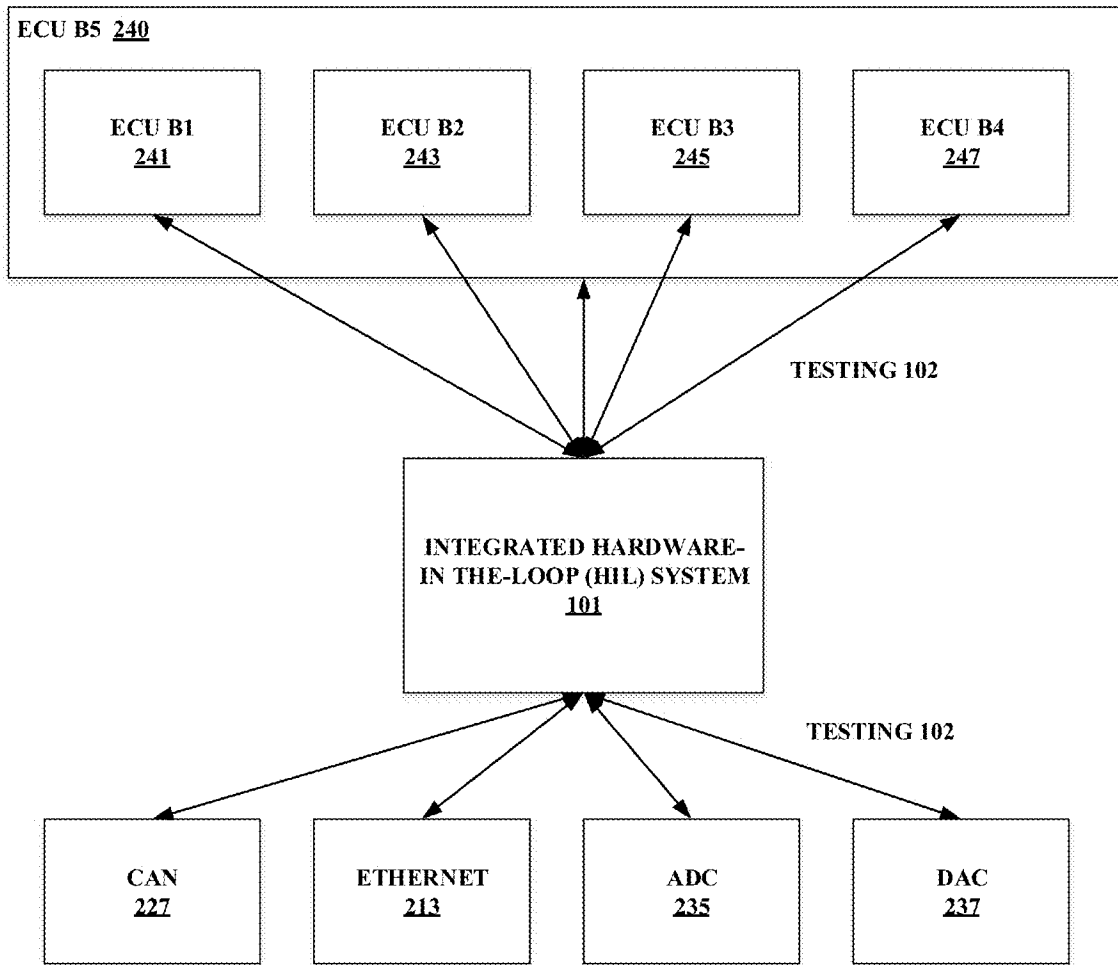 ECU B5 240
ECU B1
241
ECU B2
243
ECU B3
245
ECU B4
247
TESTING 102
INTEGRATED HARDWARE-
IN THE-LOOP (HIL) SYSTEM
101
TESTING 102
CAN
227
ETHERNET
213
ADC
235
DAC
237